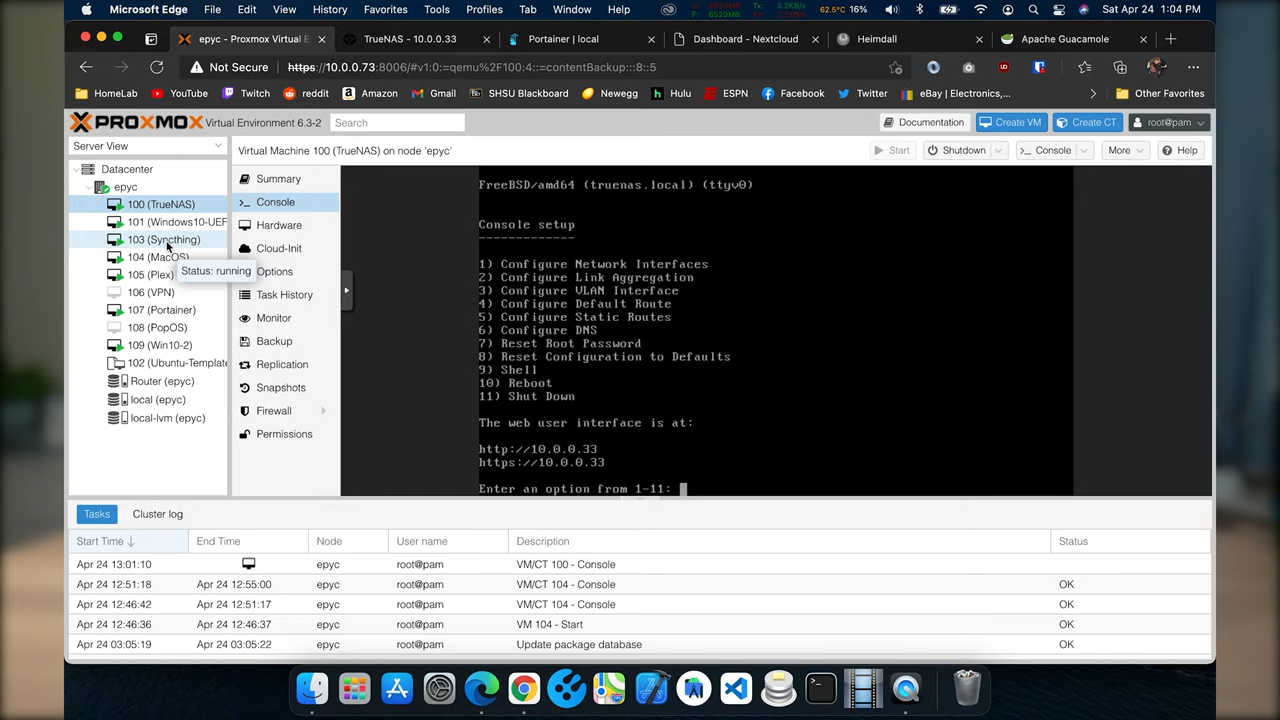 Microsoft Edge File Edit View History Favorites Tools Profiles Tab Window Help 62.5°C 16% Sat Apr 24 1:04 PM
epyc - Proxmox Virtual E TrueNAS - 10.0.0.33 Portainer | local Dashboard - Nextcloud Heimdall Apache Guacamole
Not Secure https://10.0.0.73:8006/#v1:0:=qemu%2F100:4::=contentBackup:::8::5
HomeLab YouTube Twitch reddit Amazon Gmail SHSU Blackboard Newegg Hulu ESPN Facebook Twitter eBay | Electronics,... Other Favorites
PROXMOX Virtual Environment 6.3-2 Search Documentation Create VM Create CT root@pam
Server View Virtual Machine 100 (TrueNAS) on node 'epyc' Start Shutdown Console More Help
Datacenter
epyc
100 (TrueNAS)
101 (Windows10-UEF
103 (Syncthing)
104 (MacOS)
Status: running
105 (Plex)
106 (VPN)
107 (Portainer)
108 (PopOS)
109 (Win10-2)
102 (Ubuntu-Template
Router (epyc)
local (epyc)
local-lvm (epyc)
Summary
Console
Hardware
Cloud-Init
Options
Task History
Monitor
Backup
Replication
Snapshots
Firewall
Permissions
FreeBSD/amd64 (truenas.local) (ttyv0)
Console setup
-------------
1) Configure Network Interfaces
2) Configure Link Aggregation
3) Configure VLAN Interface
4) Configure Default Route
5) Configure Static Routes
6) Configure DNS
7) Reset Root Password
8) Reset Configuration to Defaults
9) Shell
10) Reboot
11) Shut Down
The web user interface is at:
http://10.0.0.33
https://10.0.0.33
Enter an option from 1-11:
Tasks Cluster log
Start Time End Time Node User name Description Status
Apr 24 13:01:10 epyc root@pam VM/CT 100 - Console
Apr 24 12:51:18 Apr 24 12:55:00 epyc root@pam VM/CT 104 - Console OK
Apr 24 12:46:42 Apr 24 12:51:17 epyc root@pam VM/CT 104 - Console OK
Apr 24 12:46:36 Apr 24 12:46:37 epyc root@pam VM 104 - Start OK
Apr 24 03:05:19 Apr 24 03:05:22 epyc root@pam Update package database OK